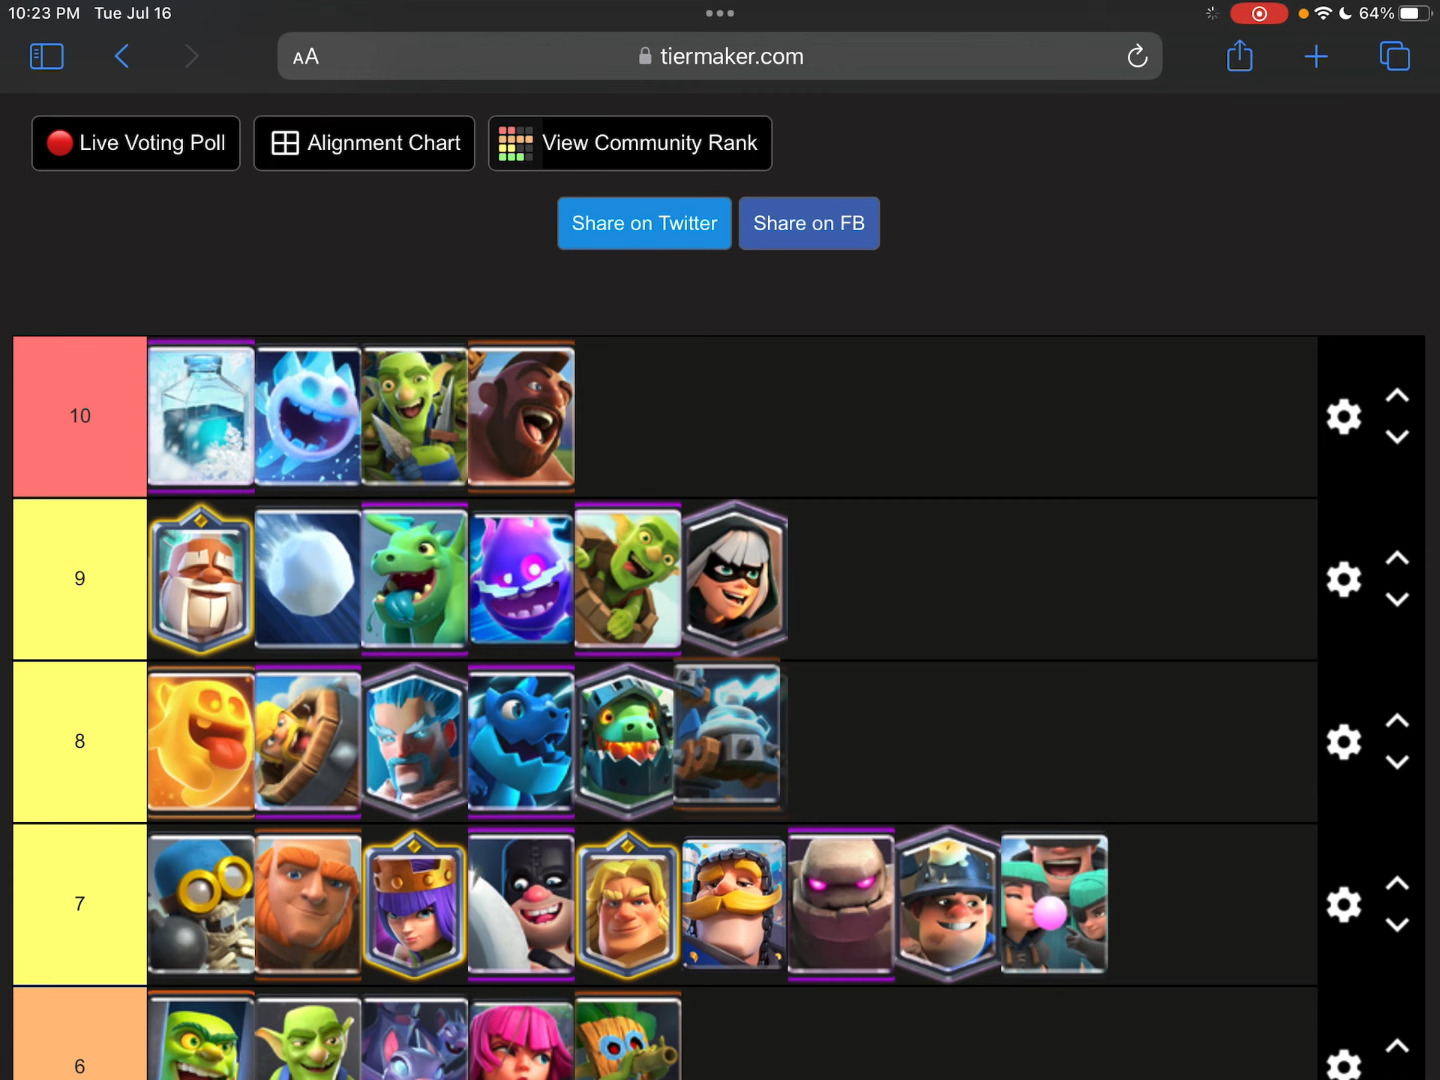 10:23 PM Tue Jul 16
64%
AA
tiermaker.com
Live Voting Poll
Alignment Chart
View Community Rank
Share on Twitter
Share on FB
10
9
8
7
6